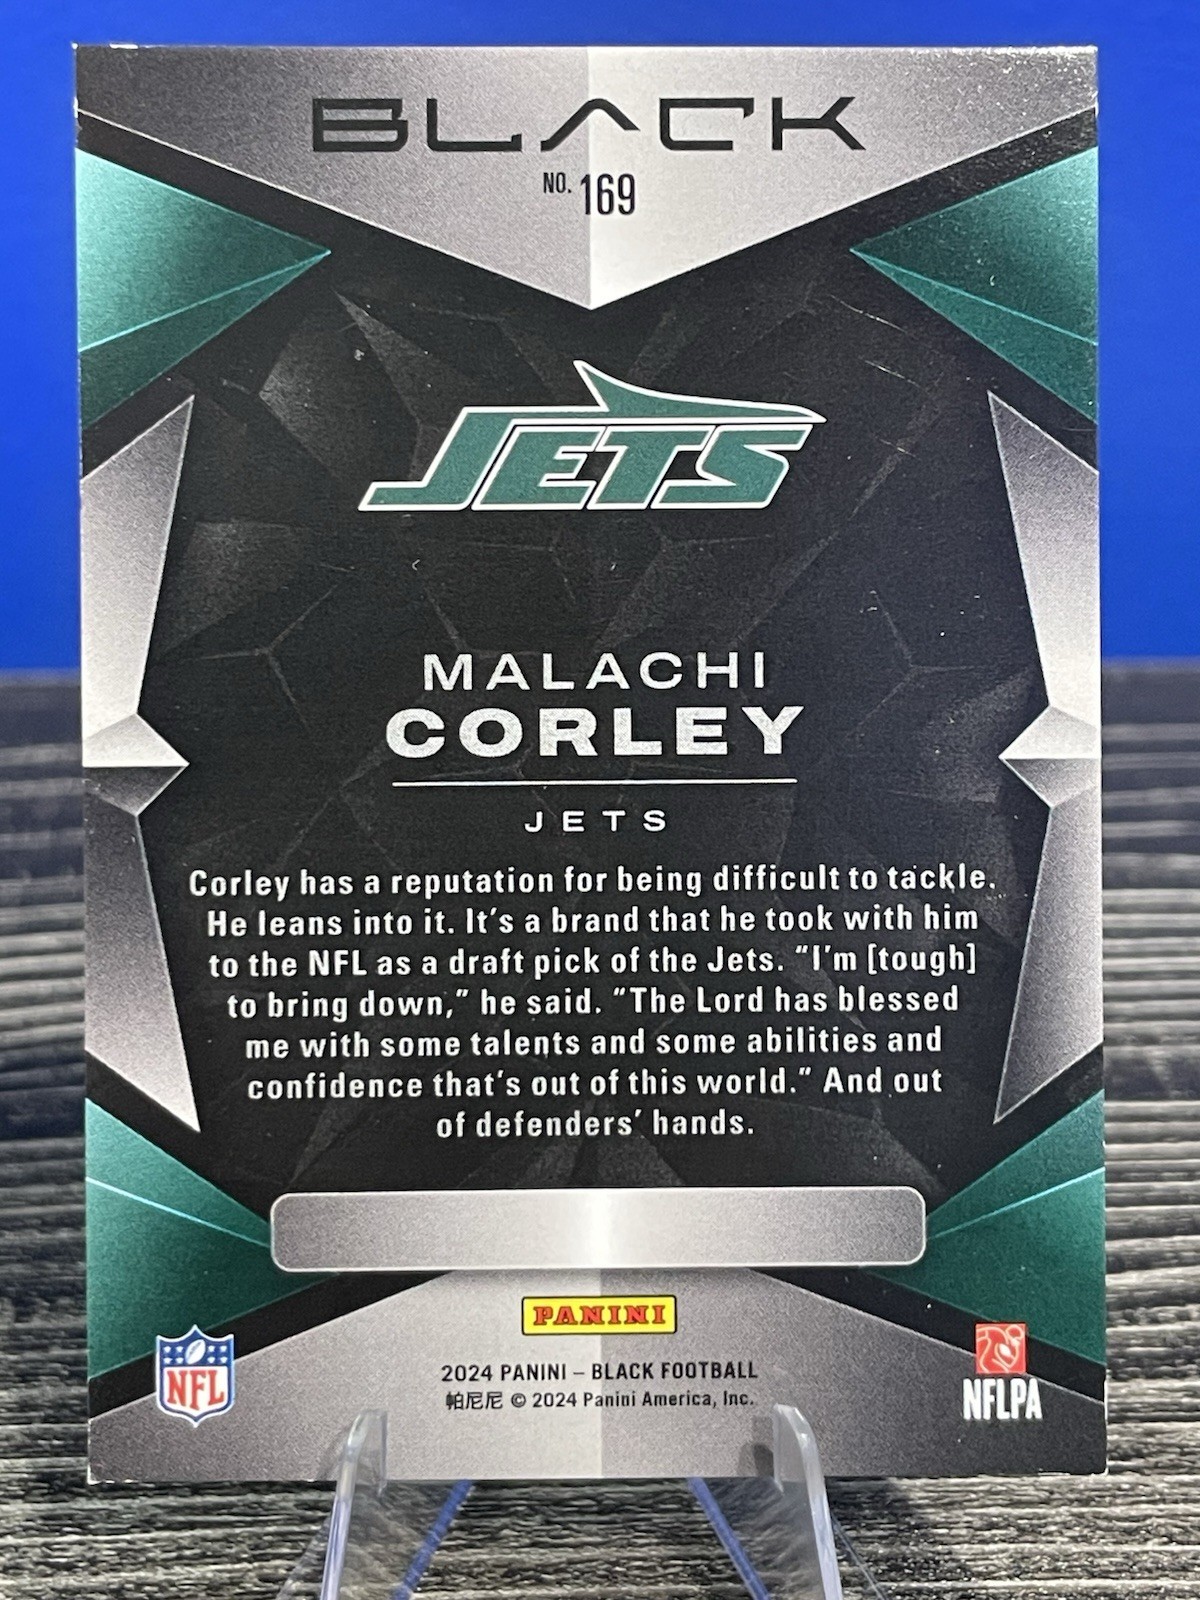 BLACK
NO. 169
JETS
MALACHI
CORLEY
JETS
Corley has a reputation for being difficult to tackle.
He leans into it. It's a brand that he took with him
to the NFL as a draft pick of the Jets. "I'm [tough]
to bring down," he said. "The Lord has blessed
me with some talents and some abilities and
confidence that's out of this world." And out
of defenders' hands.
PANINI
2024 PANINI – BLACK FOOTBALL
帕尼尼 © 2024 Panini America, Inc.
NFL
NFLPA